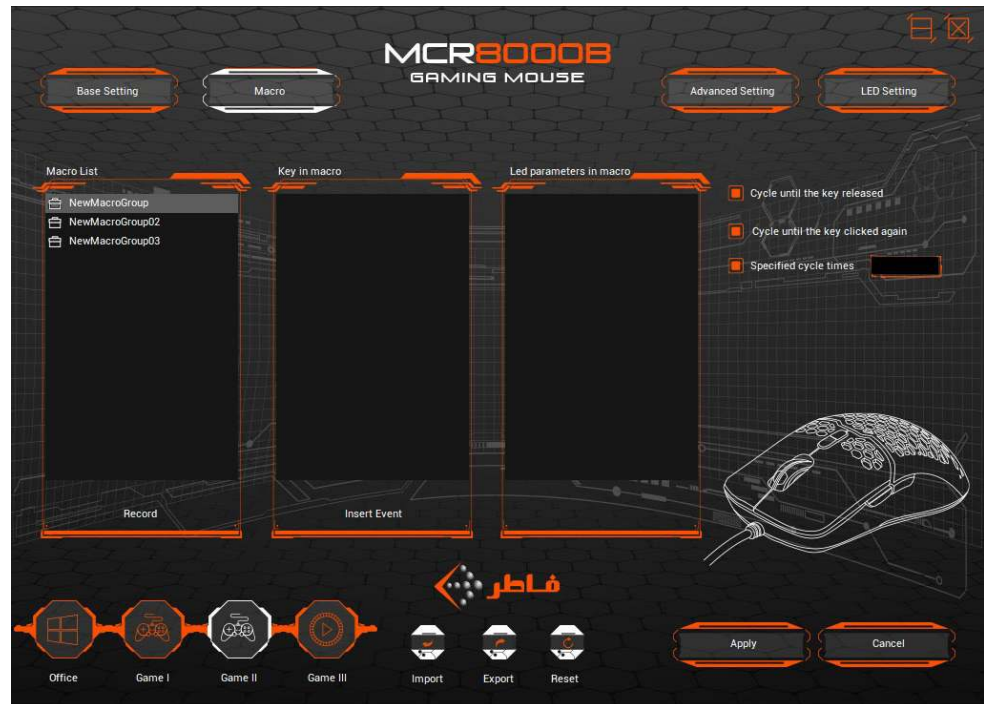 MCR8000B
GAMING MOUSE
Base Setting
Macro
Advanced Setting
LED Setting
Macro List
Key in macro
Led parameters in macro
NewMacroGroup
NewMacroGroup02
NewMacroGroup03
Cycle until the key released
Cycle until the key clicked again
Specified cycle times
Record
Insert Event
فاطر
Office
Game I
Game II
Game III
Import
Export
Reset
Apply
Cancel